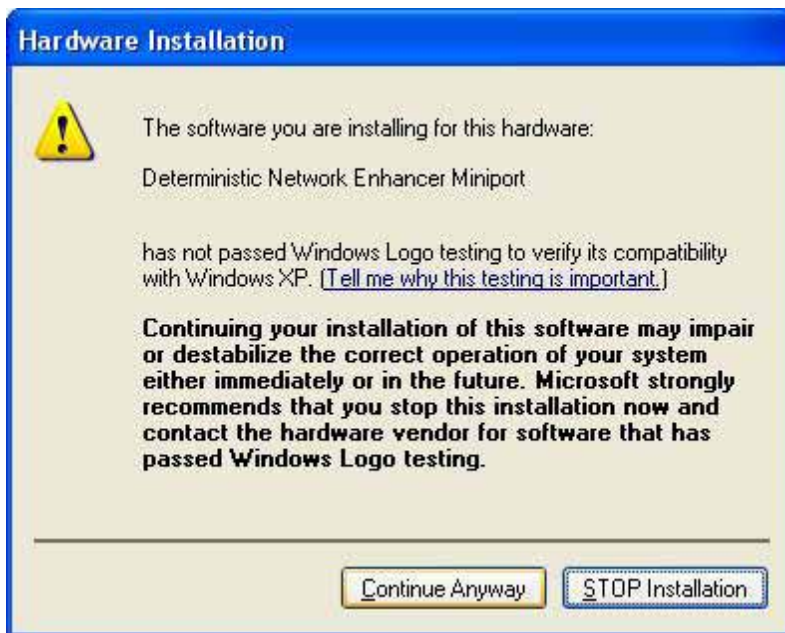 Hardware Installation
The software you are installing for this hardware:
Deterministic Network Enhancer Miniport
has not passed Windows Logo testing to verify its compatibility
with Windows XP. (Tell me why this testing is important.)
Continuing your installation of this software may impair
or destabilize the correct operation of your system
either immediately or in the future. Microsoft strongly
recommends that you stop this installation now and
contact the hardware vendor for software that has
passed Windows Logo testing.
Continue Anyway STOP Installation